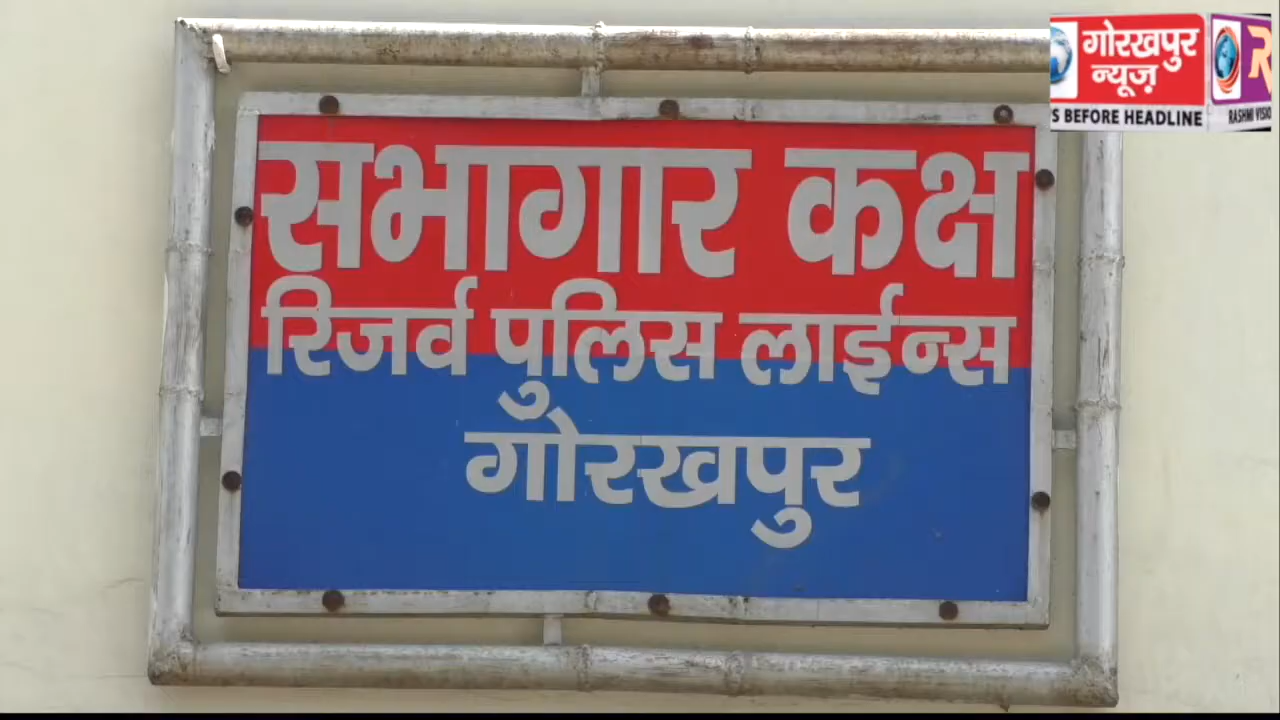 सभागार कक्ष
रिजर्व पुलिस लाईन्स
गोरखपुर
गोरखपुर
न्यूज़
S BEFORE HEADLINE
R
RASHMI VISIO